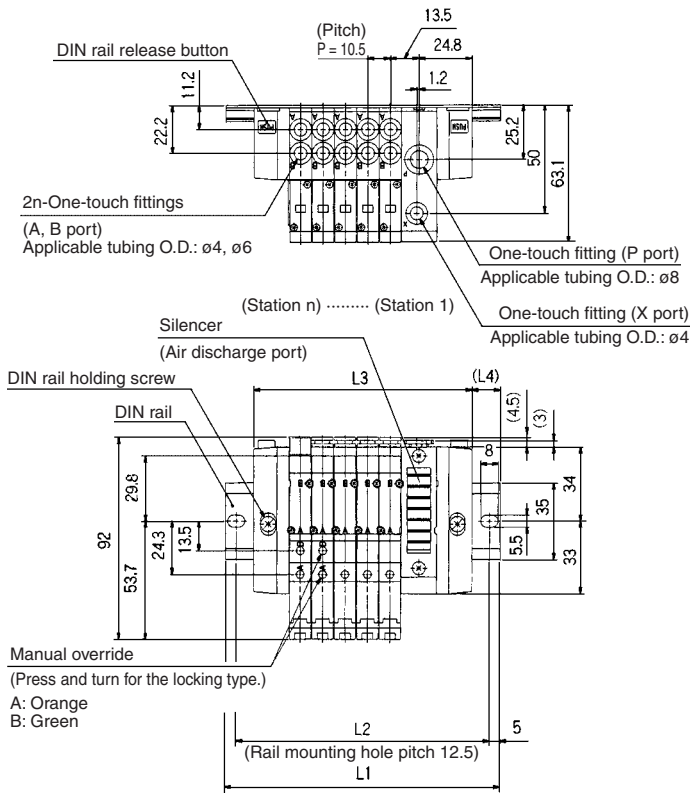 13.5
(Pitch)
P = 10.5
24.8
DIN rail release button
1.2
11.2
22.2
PUSH
PUSH
25.2
50
63.1
A A A A A
B B B B B
P
X
2n-One-touch fittings
(A, B port)
Applicable tubing O.D.: ø4, ø6
One-touch fitting (P port)
Applicable tubing O.D.: ø8
(Station n) ········· (Station 1)
One-touch fitting (X port)
Applicable tubing O.D.: ø4
Silencer
(Air discharge port)
DIN rail holding screw
L3
(L4)
(4.5)
(3)
DIN rail
8
29.8
34
35
92
13.5
24.3
5.5
53.7
33
Manual override
(Press and turn for the locking type.)
A: Orange
B: Green
L2
5
(Rail mounting hole pitch 12.5)
L1